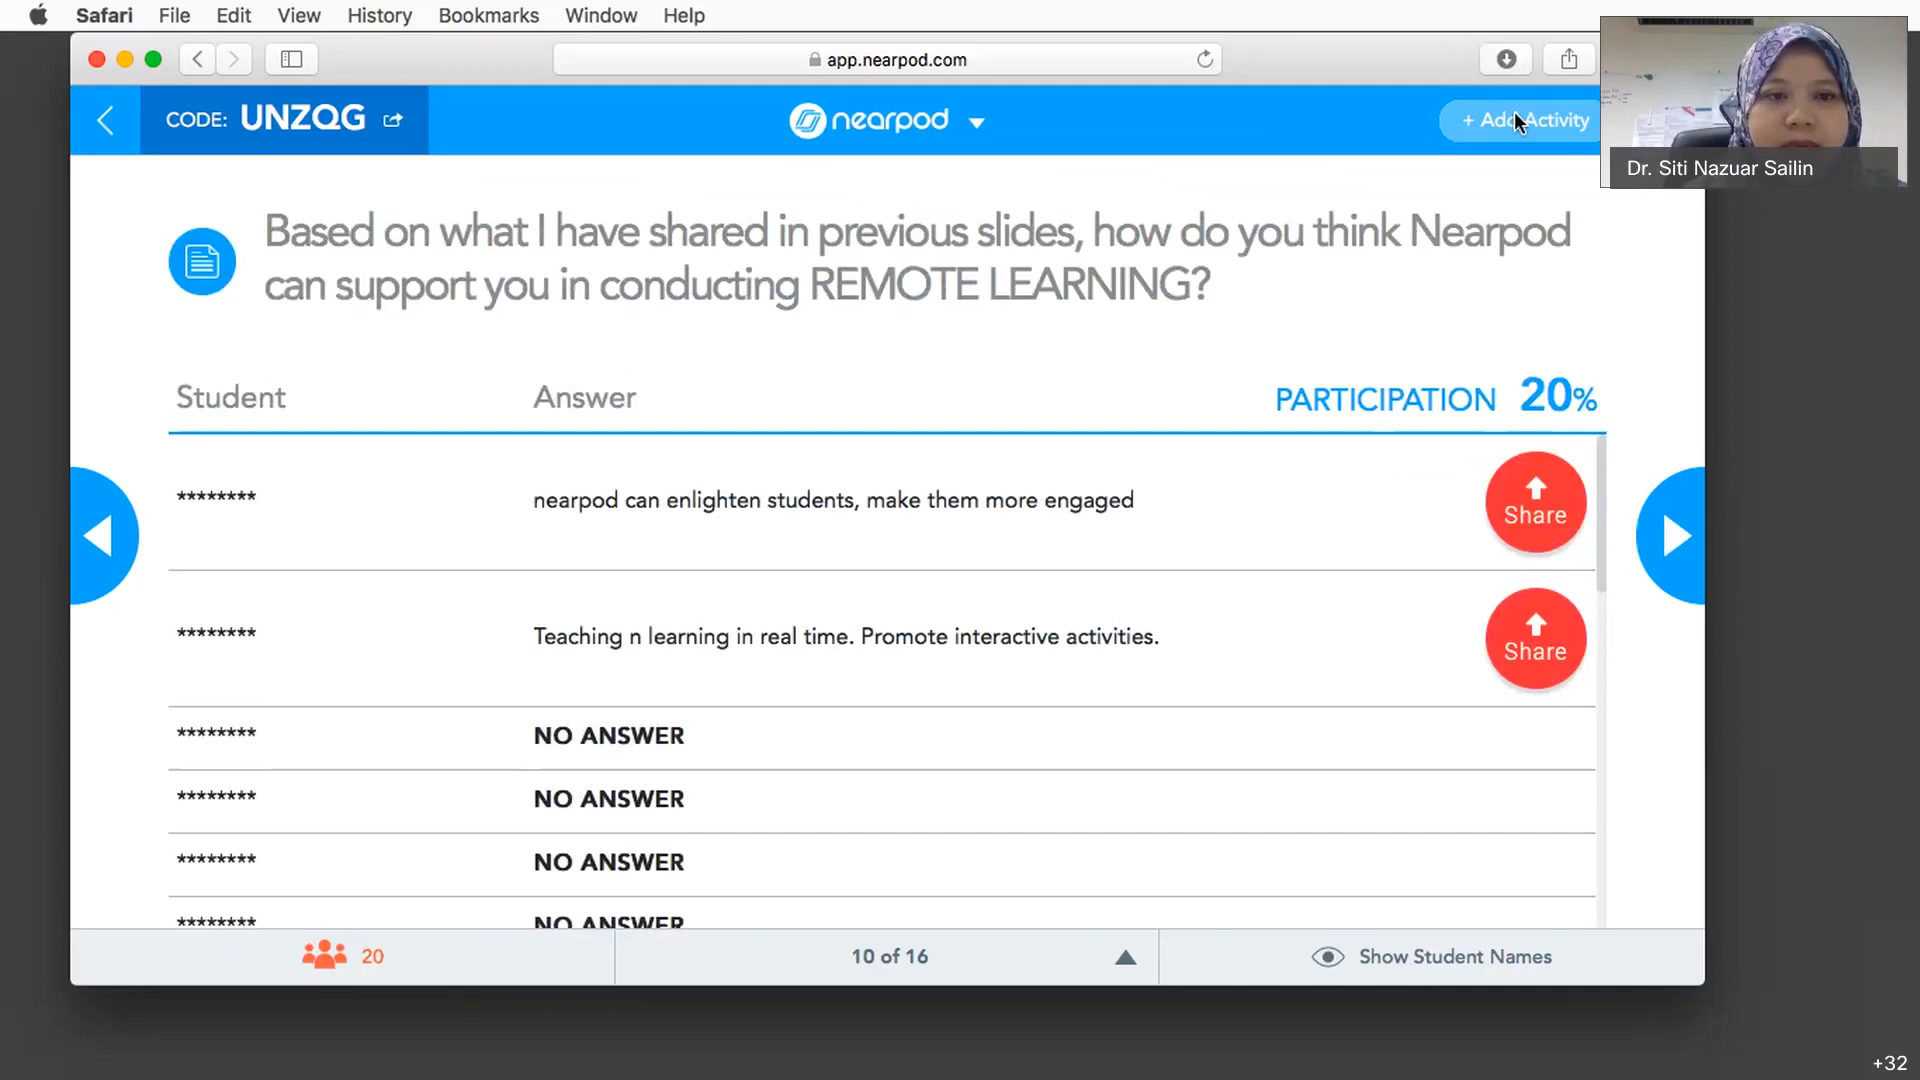 Safari File Edit View History Bookmarks Window Help
app.nearpod.com
CODE: UNZQG
nearpod
+ Add Activity
Dr. Siti Nazuar Sailin
Based on what I have shared in previous slides, how do you think Nearpod
can support you in conducting REMOTE LEARNING?
Student Answer PARTICIPATION 20%
******** nearpod can enlighten students, make them more engaged
Share
******** Teaching n learning in real time. Promote interactive activities.
Share
******** NO ANSWER
******** NO ANSWER
******** NO ANSWER
******** NO ANSWER
20 10 of 16 Show Student Names
+32